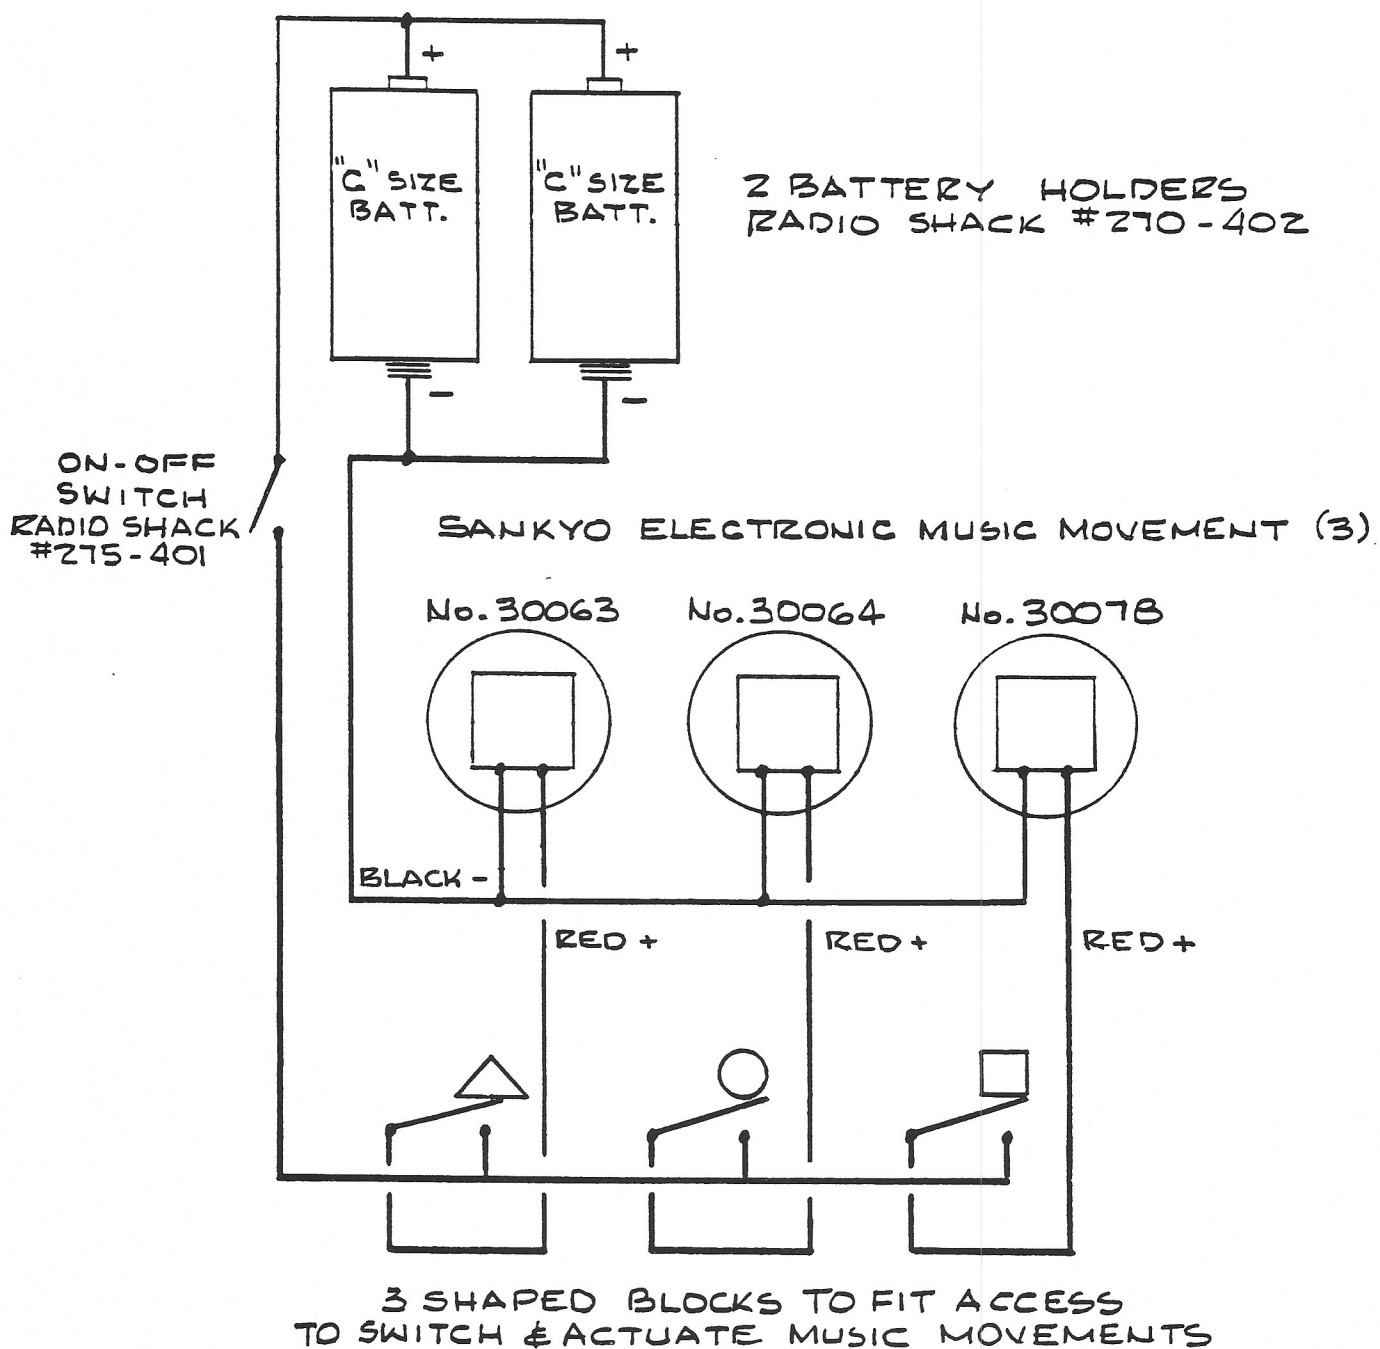 +
+
"C" SIZE
BATT.
"C" SIZE
BATT.
2 BATTERY HOLDERS
RADIO SHACK #270-402
-
-
ON-OFF
SWITCH
RADIO SHACK
#275-401
SANKYO ELECTRONIC MUSIC MOVEMENT (3)
No. 30063
No. 30064
No. 30078
BLACK -
RED +
RED +
RED +
3 SHAPED BLOCKS TO FIT ACCESS
TO SWITCH & ACTUATE MUSIC MOVEMENTS